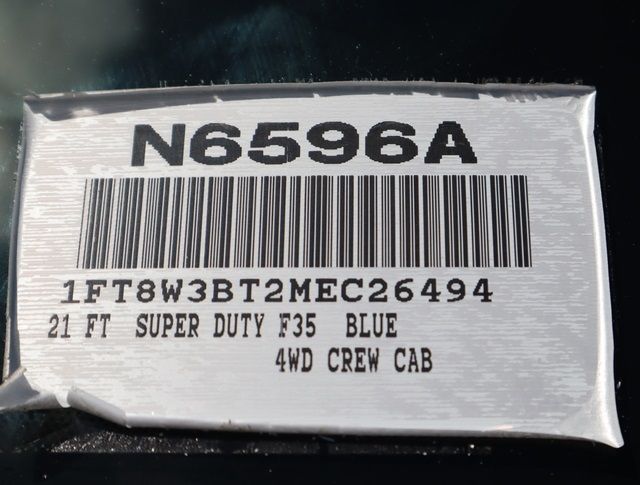 N6596A
1FT8W3BT2MEC26494
21 FT SUPER DUTY F35 BLUE
4WD CREW CAB